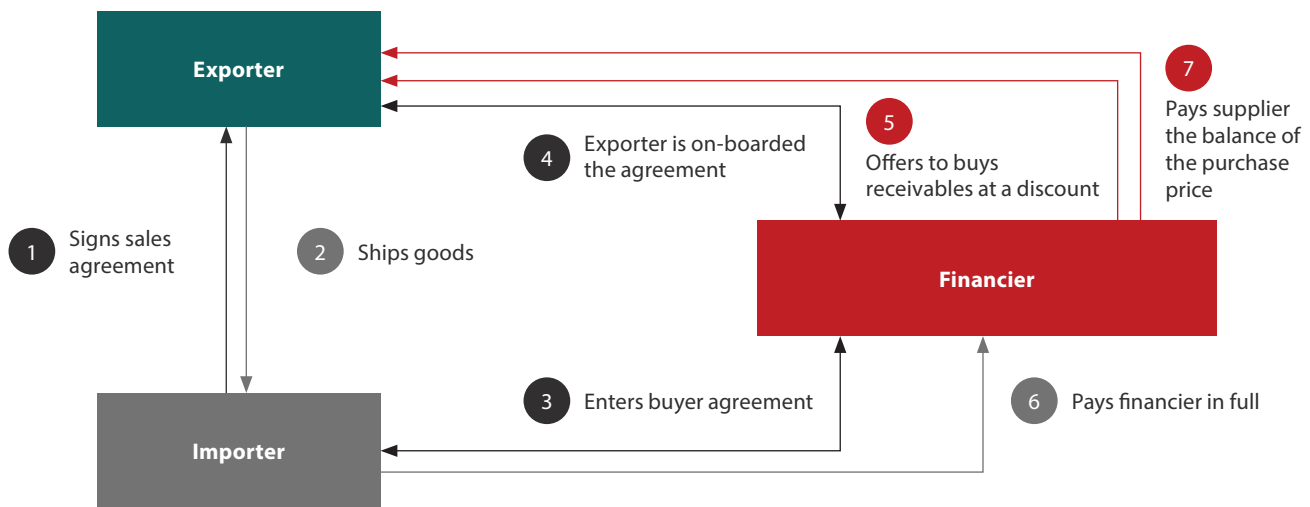 Exporter
7
Pays supplier
the balance of
the purchase
price
5
Offers to buys
receivables at a discount
4
Exporter is on-boarded
the agreement
1
Signs sales
agreement
2
Ships goods
Financier
3
Enters buyer agreement
6
Pays financier in full
Importer